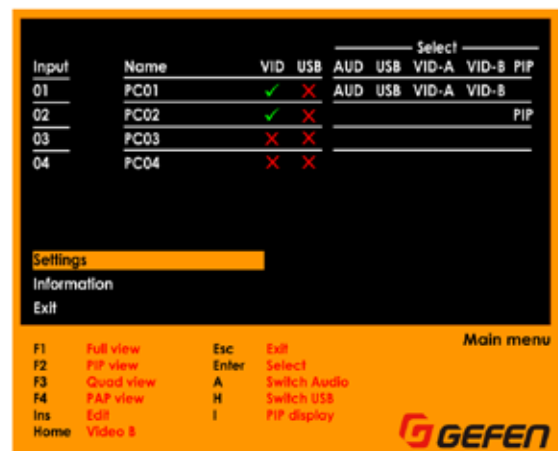 Select
Input Name VID USB AUD USB VID-A VID-B PIP
01 PC01 AUD USB VID-A VID-B
02 PC02 PIP
03 PC03
04 PC04
Settings
Information
Exit
Main menu
F1 Full view Esc Exit
F2 PIP view Enter Select
F3 Quad view A Switch Audio
F4 PAP view H Switch USB
Ins Edit I PIP display
Home Video B
GEFEN